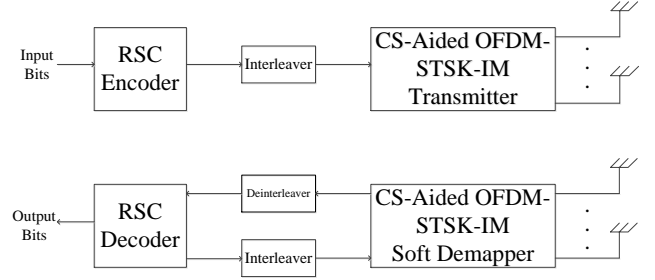 Input
Bits
RSC
Encoder
Interleaver
CS-Aided OFDM-
STSK-IM
Transmitter
Output
Bits
RSC
Decoder
Deinterleaver
Interleaver
CS-Aided OFDM-
STSK-IM
Soft Demapper